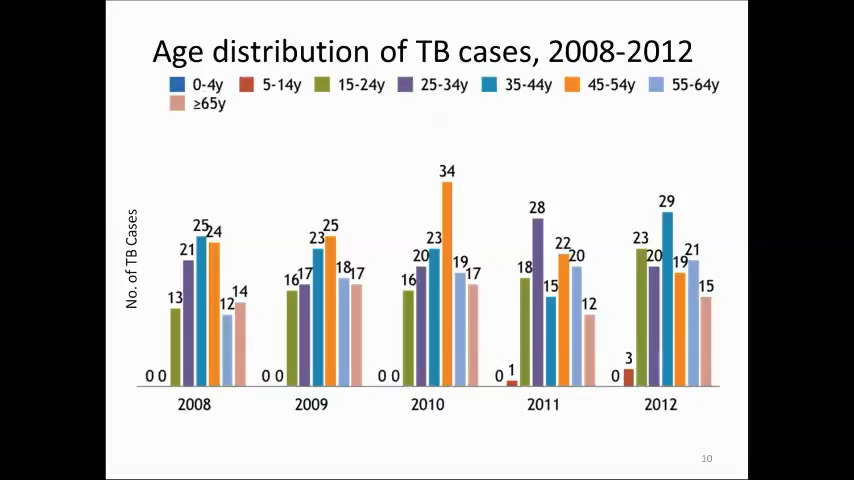 Age distribution of TB cases, 2008-2012
0-4y 5-14y 15-24y 25-34y 35-44y 45-54y 55-64y
≥65y
No. of TB Cases
0 0 13 21 25 24 12 14
0 0 16 17 23 25 18 17
0 0 16 20 23 34 19 17
0 1 18 28 15 22 20 12
0 3 23 20 29 19 21 15
2008 2009 2010 2011 2012
10